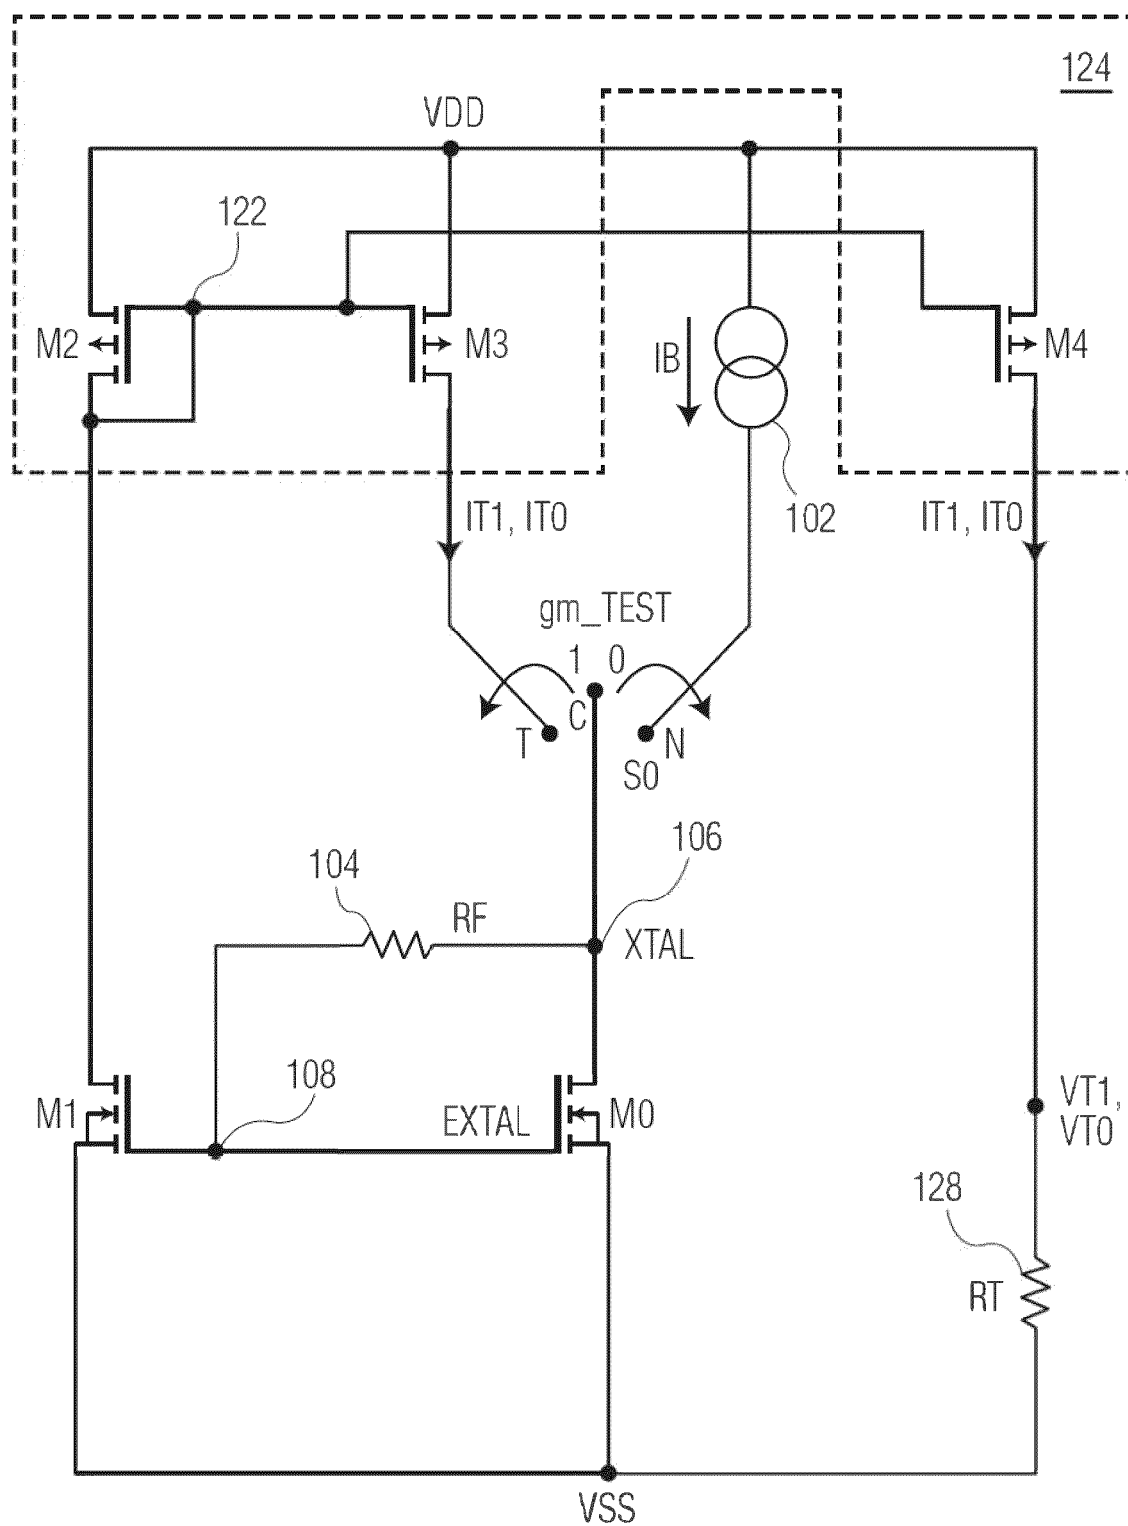 124
VDD
122
M2
M3
IB
M4
102
IT1, IT0
IT1, IT0
gm_TEST
1 0
C
T
N
S0
104
RF
106
XTAL
108
M1
EXTAL
M0
VT1,
VT0
128
RT
VSS